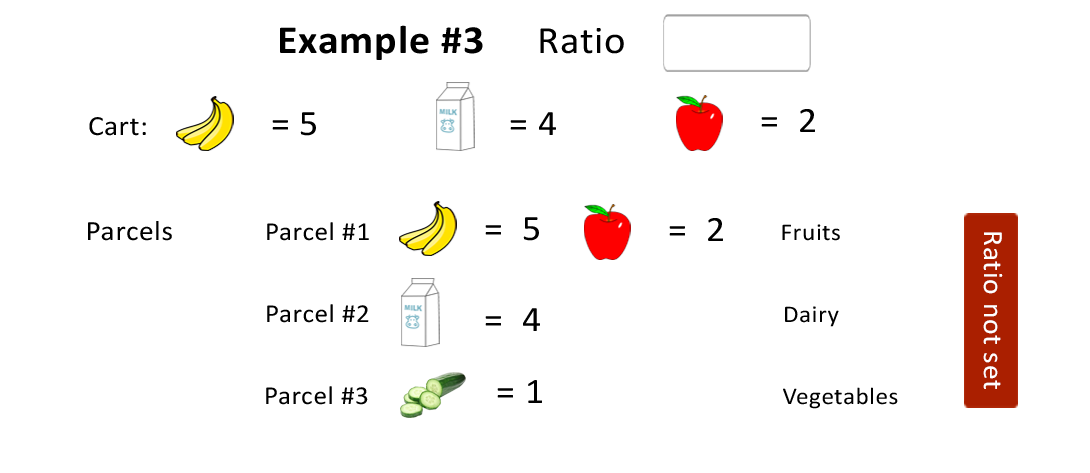 Example #3 Ratio
Cart: = 5 MILK = 4 = 2
Parcels Parcel #1 = 5 = 2 Fruits
Parcel #2 MILK = 4 Dairy
Parcel #3 = 1 Vegetables
Ratio not set